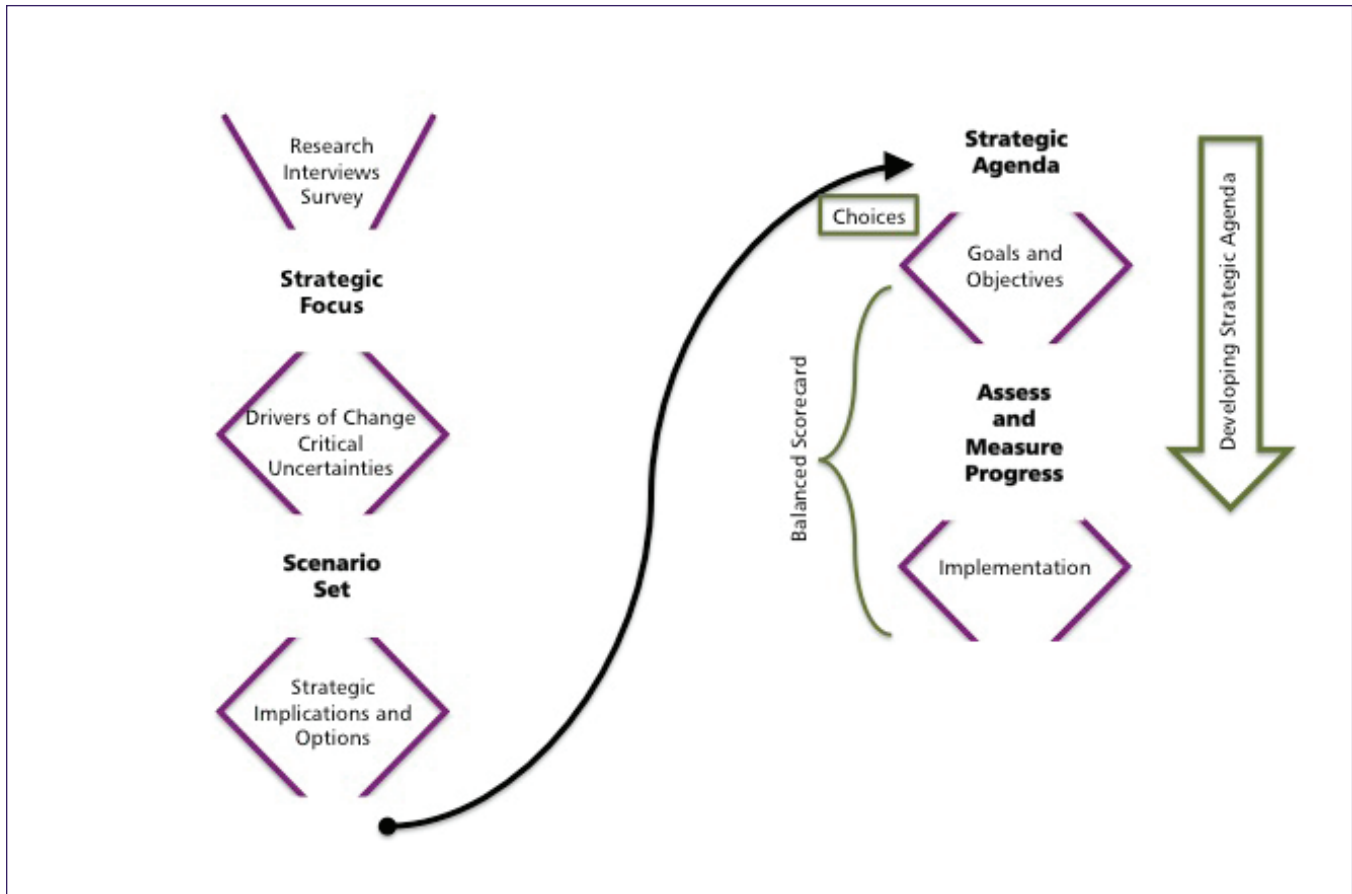 Research
Interviews
Survey
Strategic
Focus
Drivers of Change
Critical
Uncertainties
Scenario
Set
Strategic
Implications and
Options
Strategic
Agenda
Choices
Goals and
Objectives
Assess
and
Measure
Progress
Implementation
Balanced Scorecard
Developing Strategic Agenda